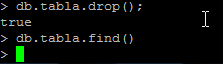 > db.tabla.drop();
true
> db.tabla.find()
>